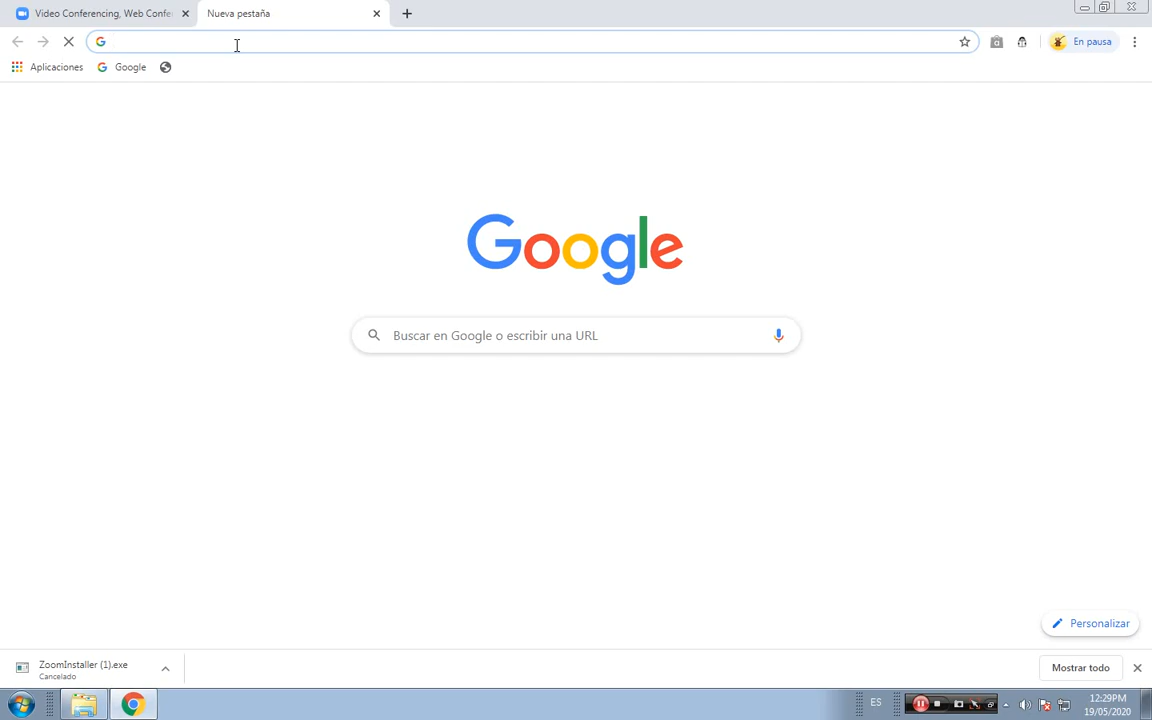 Video Conferencing, Web Confe
Nueva pestaña
En pausa
Aplicaciones
Google
Google
Buscar en Google o escribir una URL
Personalizar
ZoomInstaller (1).exe
Cancelado
Mostrar todo
ES
12:29PM
19/05/2020